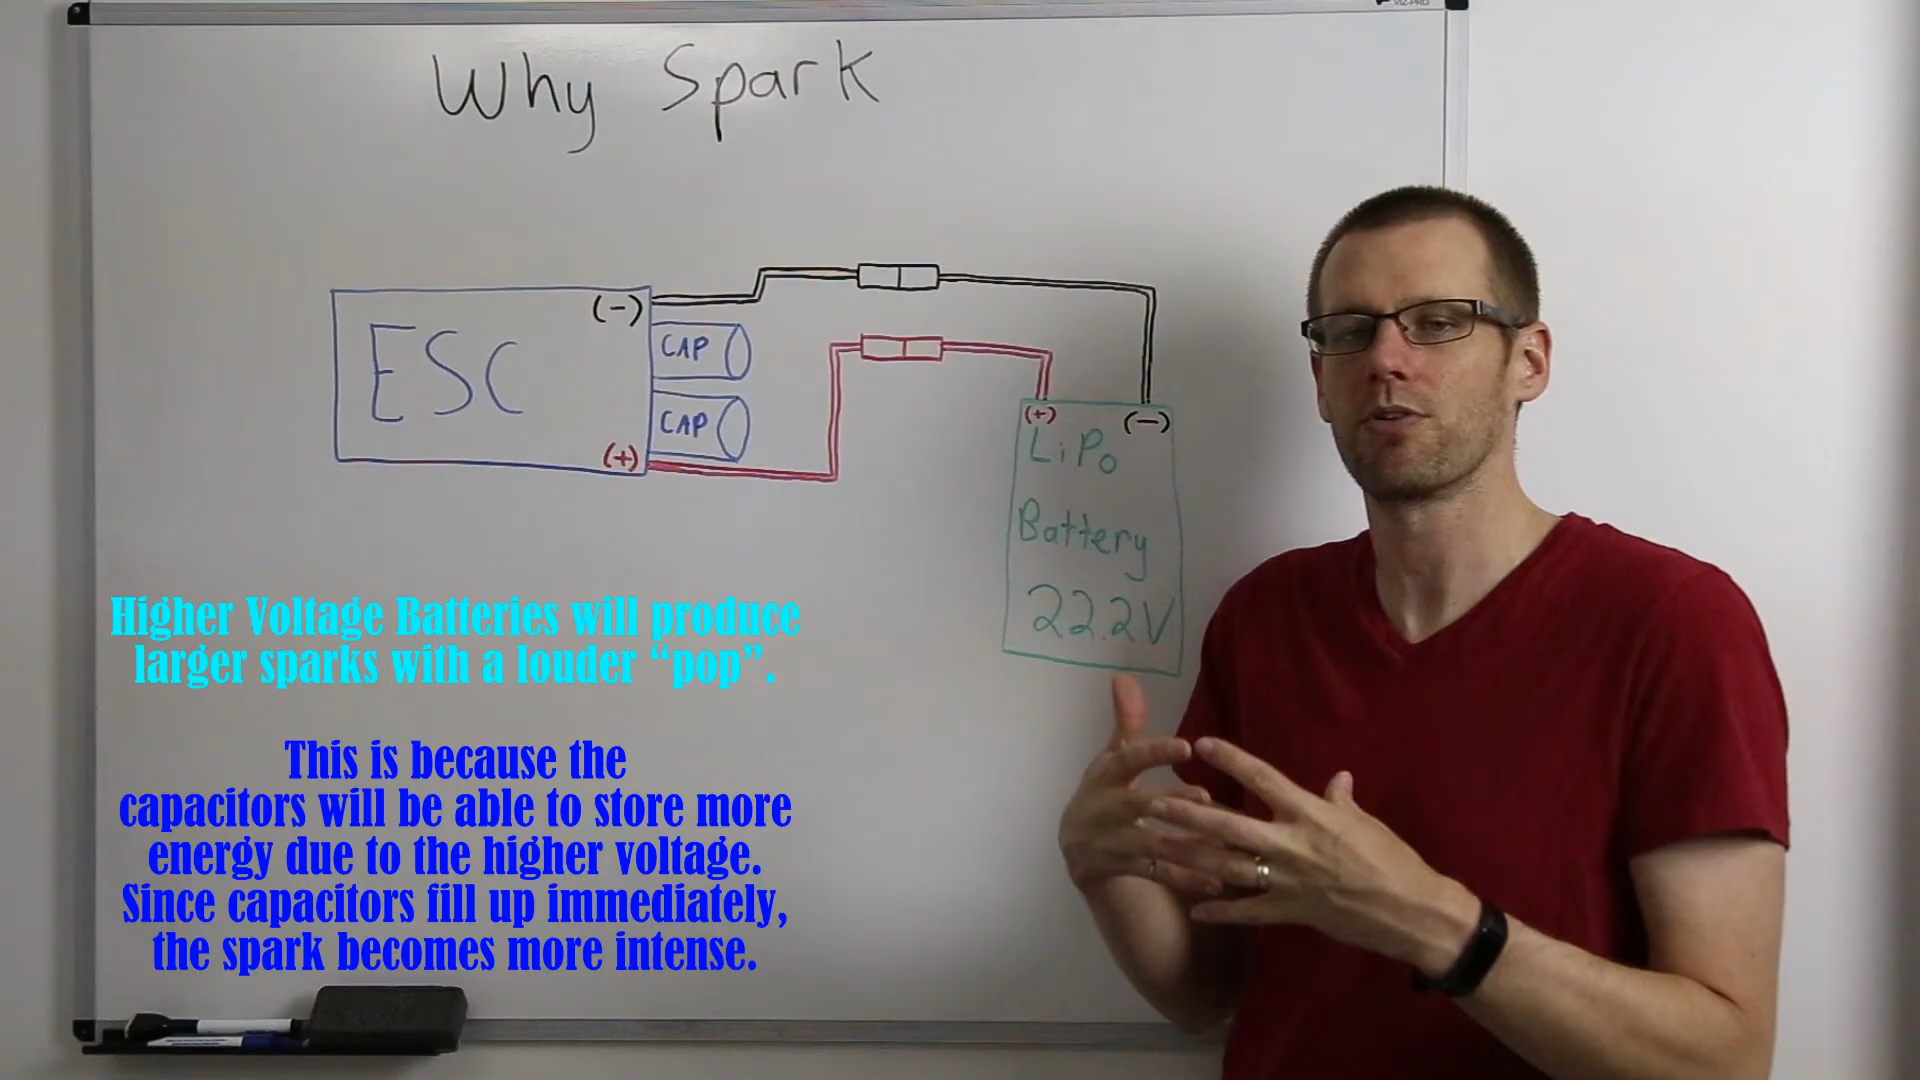 VIZ-PRO
Why Spark
(-)
CAP
ESC
CAP
(+)
(+)
(-)
LiPo
Battery
22.2V
Higher Voltage Batteries will produce
larger sparks with a louder “pop”.
This is because the
capacitors will be able to store more
energy due to the higher voltage.
Since capacitors fill up immediately,
the spark becomes more intense.